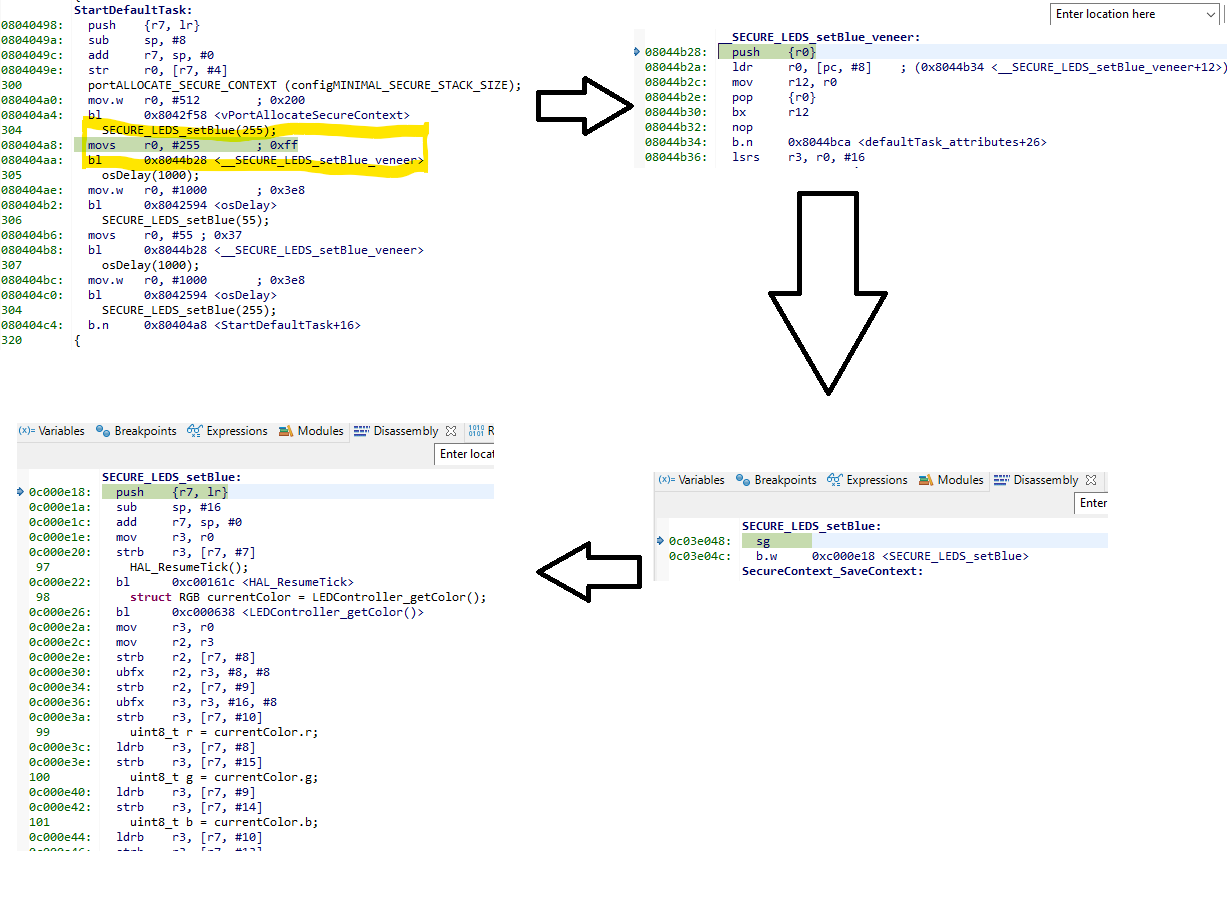 StartDefaultTask:
08040498: push {r7, lr}
0804049a: sub sp, #8
0804049c: add r7, sp, #0
0804049e: str r0, [r7, #4]
300 portALLOCATE_SECURE_CONTEXT (configMINIMAL_SECURE_STACK_SIZE);
080404a0: mov.w r0, #512 ; 0x200
080404a4: bl 0x8042f58 <vPortAllocateSecureContext>
304 SECURE_LEDS_setBlue(255);
080404a8: movs r0, #255 ; 0xff
080404aa: bl 0x8044b28 <__SECURE_LEDS_setBlue_veneer>
305 osDelay(1000);
080404ae: mov.w r0, #1000 ; 0x3e8
080404b2: bl 0x8042594 <osDelay>
306 SECURE_LEDS_setBlue(55);
080404b6: movs r0, #55 ; 0x37
080404b8: bl 0x8044b28 <__SECURE_LEDS_setBlue_veneer>
307 osDelay(1000);
080404bc: mov.w r0, #1000 ; 0x3e8
080404c0: bl 0x8042594 <osDelay>
304 SECURE_LEDS_setBlue(255);
080404c4: b.n 0x80404a8 <StartDefaultTask+16>
320 {
Enter location here
__SECURE_LEDS_setBlue_veneer:
08044b28: push {r0}
08044b2a: ldr r0, [pc, #8] ; (0x8044b34 <__SECURE_LEDS_setBlue_veneer+12>)
08044b2c: mov r12, r0
08044b2e: pop {r0}
08044b30: bx r12
08044b32: nop
08044b34: b.n 0x8044bca <defaultTask_attributes+26>
08044b36: lsrs r3, r0, #16
(x)= Variables Breakpoints Expressions Modules Disassembly
Enter
SECURE_LEDS_setBlue:
0c03e048: sg
0c03e04c: b.w 0xc000e18 <SECURE_LEDS_setBlue>
SecureContext_SaveContext:
(x)= Variables Breakpoints Expressions Modules Disassembly 1010 0101 R
Enter locat
SECURE_LEDS_setBlue:
0c000e18: push {r7, lr}
0c000e1a: sub sp, #16
0c000e1c: add r7, sp, #0
0c000e1e: mov r3, r0
0c000e20: strb r3, [r7, #7]
97 HAL_ResumeTick();
0c000e22: bl 0xc00161c <HAL_ResumeTick>
98 struct RGB currentColor = LEDController_getColor();
0c000e26: bl 0xc000638 <LEDController_getColor()>
0c000e2a: mov r3, r0
0c000e2c: mov r2, r3
0c000e2e: strb r2, [r7, #8]
0c000e30: ubfx r2, r3, #8, #8
0c000e34: strb r2, [r7, #9]
0c000e36: ubfx r3, r3, #16, #8
0c000e3a: strb r3, [r7, #10]
99 uint8_t r = currentColor.r;
0c000e3c: ldrb r3, [r7, #8]
0c000e3e: strb r3, [r7, #15]
100 uint8_t g = currentColor.g;
0c000e40: ldrb r3, [r7, #9]
0c000e42: strb r3, [r7, #14]
101 uint8_t b = currentColor.b;
0c000e44: ldrb r3, [r7, #10]